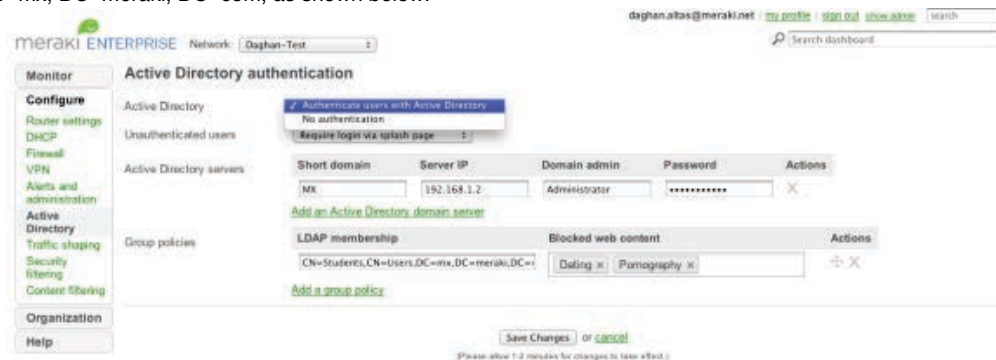 mx, DC=meraki, DC=com, as shown below:
daghan.altas@meraki.net my profile | sign out show admin search
meraki ENTERPRISE Network: Daghan-Test
Search dashboard
Monitor
Configure
Router settings
DHCP
Firewall
VPN
Alerts and administration
Active Directory
Traffic shaping
Security filtering
Content filtering
Organization
Help
Active Directory authentication
Active Directory
✓ Authenticate users with Active Directory
No authentication
Unauthenticated users
Require login via splash page
Active Directory servers
Short domain Server IP Domain admin Password Actions
MX 192.168.1.2 Administrator •••••••••••
Add an Active Directory domain server
Group policies
LDAP membership Blocked web content Actions
CN=Students,CN=Users,DC=mx,DC=meraki,DC=
Dating × Pornography ×
Add a group policy
Save Changes or cancel
(Please allow 1-2 minutes for changes to take effect.)